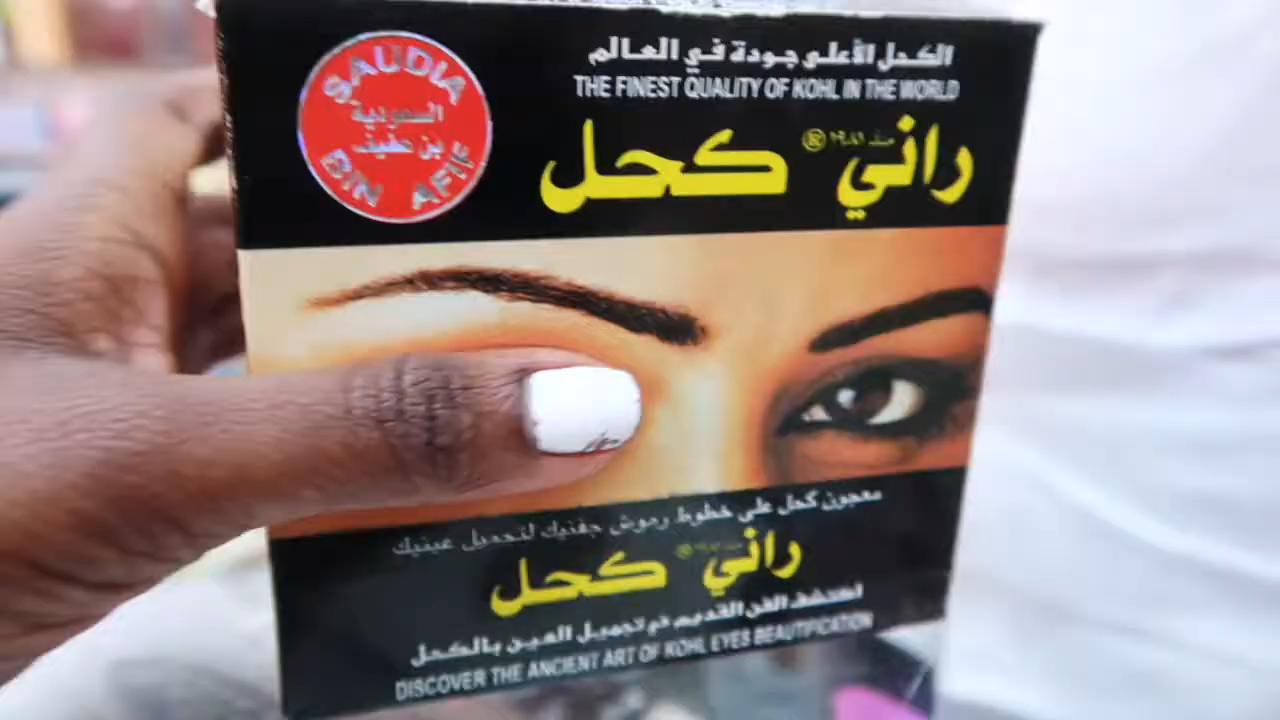 SAUDIA
السعودية
بن عفيف
BIN AFIF
الكحل الأعلى جودة في العالم
THE FINEST QUALITY OF KOHL IN THE WORLD
راني كحل
منذ ١٩٨١ ®
معجون كحل على خطوط رموش جفنيك لتجميل عينيك
راني كحل
اكتشف الفن القديم في تجميل العين بالكحل
DISCOVER THE ANCIENT ART OF KOHL EYES BEAUTIFICATION